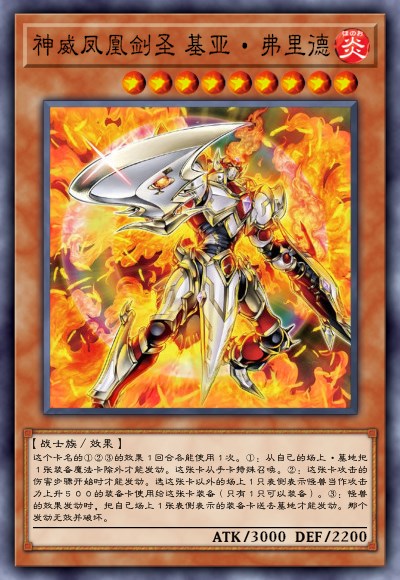 神威凤凰剑圣 基亚·弗里德
炎
ほのお
【战士族/效果】
这个卡名的①②③的效果1回合各能使用1次。①：从自己的场上·墓地把
1张装备魔法卡除外才能发动。这张卡从手卡特殊召唤。②：这张卡攻击的
伤害步骤开始时才能发动。选这张卡以外的场上1只表侧表示怪兽当作攻击
力上升500的装备卡使用给这张卡装备（只有1只可以装备）。③：怪兽
的效果发动时，把自己场上1张表侧表示的装备卡送去墓地才能发动。那个
发动无效并破坏。
ATK/3000 DEF/2200